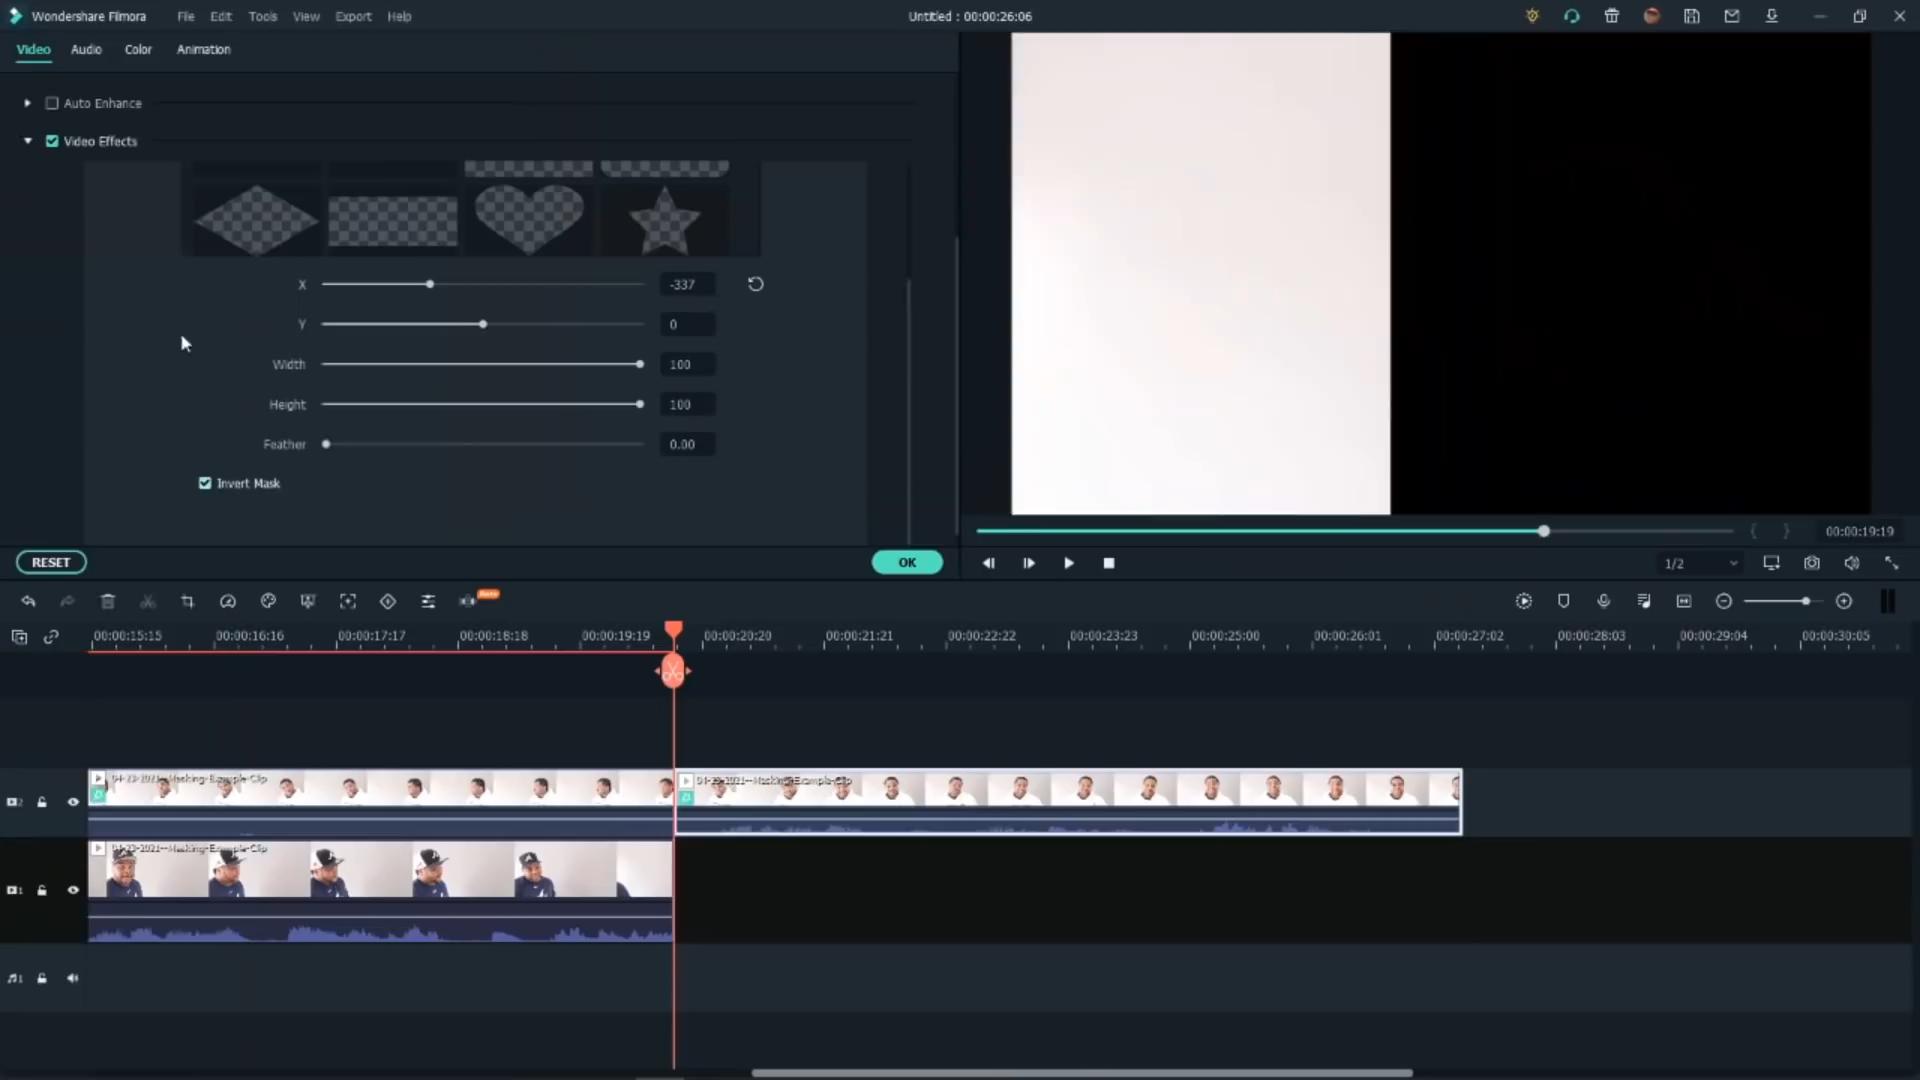 Wondershare Filmora File Edit Tools View Export Help Untitled : 00:00:26:06
Video Audio Color Animation
Auto Enhance
Video Effects
X -337
Y 0
Width 100
Height 100
Feather 0.00
Invert Mask
RESET OK
00:00:19:19
1/2
00:00:15:15 00:00:16:16 00:00:17:17 00:00:18:18 00:00:19:19 00:00:20:20 00:00:21:21 00:00:22:22 00:00:23:23 00:00:25:00 00:00:26:01 00:00:27:02 00:00:28:03 00:00:29:04 00:00:30:05
04-23-2021--Masking-Example-Clip 04-23-2021--Masking-Example-Clip
2
04-23-2021--Masking-Example-Clip
1
1